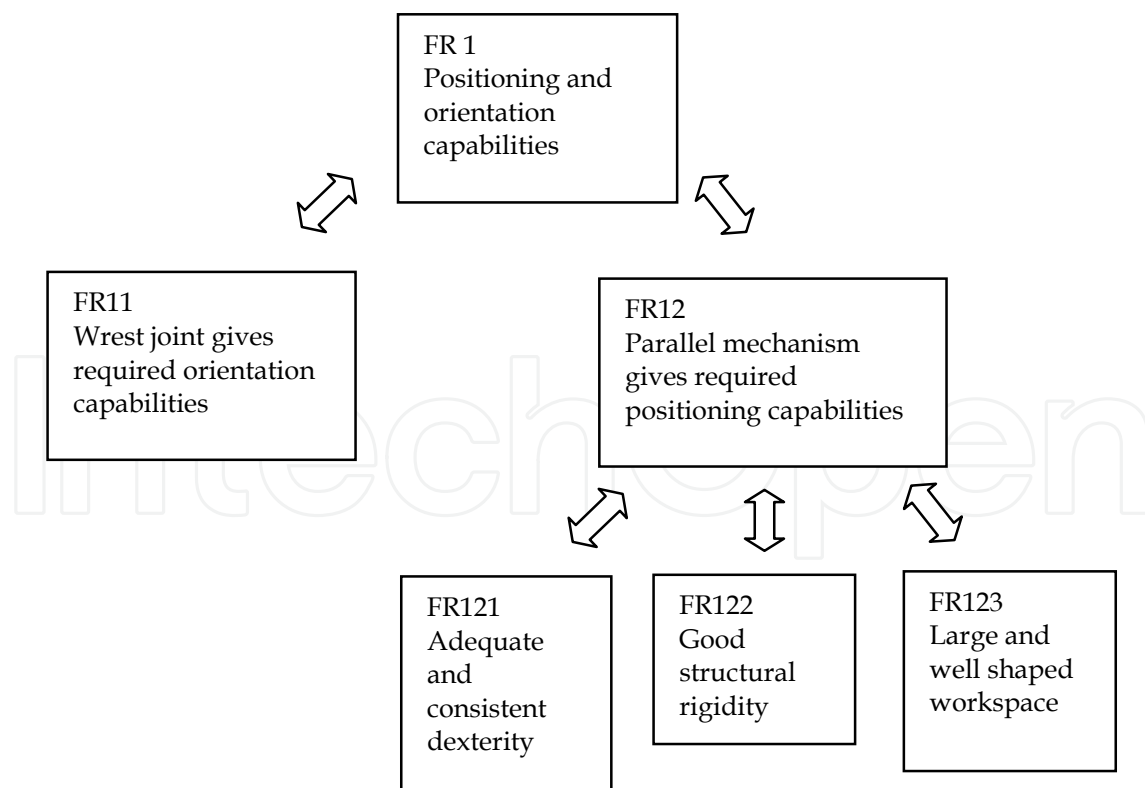 FR 1
Positioning and
orientation
capabilities
FR11
Wrest joint gives
required orientation
capabilities
FR12
Parallel mechanism
gives required
positioning capabilities
IntechOpen
FR121
Adequate
and
consistent
dexterity
FR122
Good
structural
rigidity
FR123
Large and
well shaped
workspace